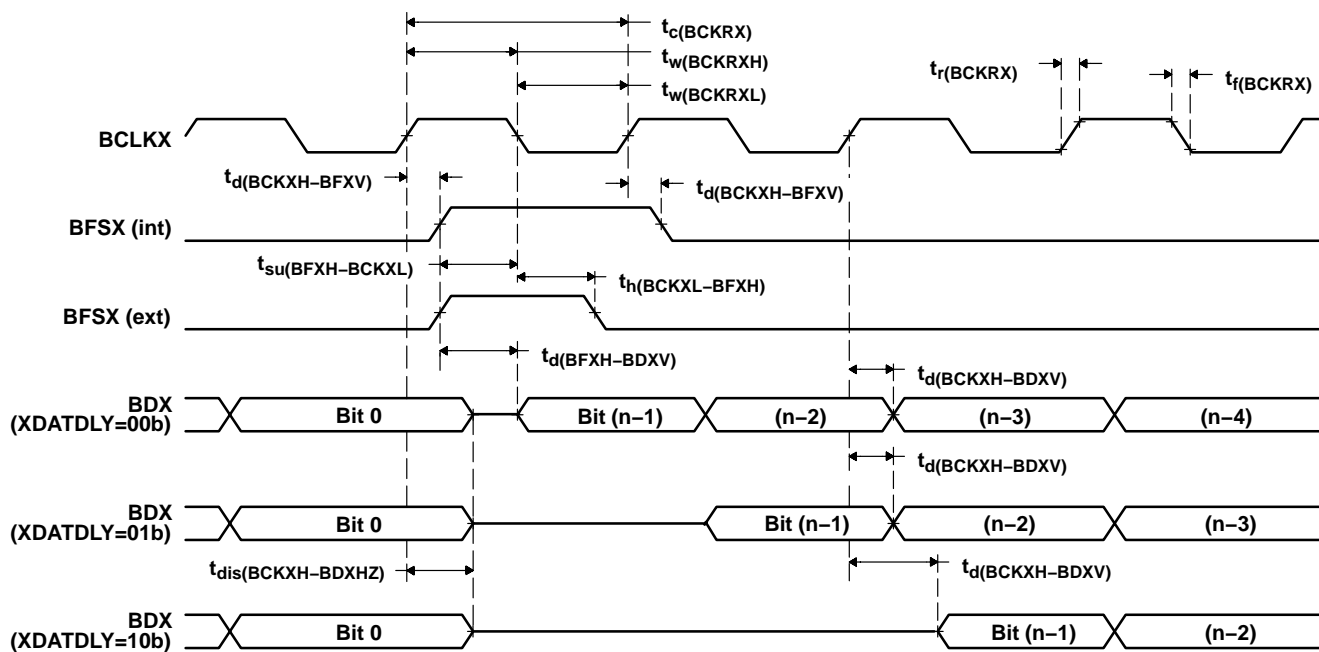 tc(BCKRX)
tw(BCKRXH)
tr(BCKRX)
tf(BCKRX)
tw(BCKRXL)
BCLKX
td(BCKXH–BFXV)
td(BCKXH–BFXV)
BFSX (int)
tsu(BFXH–BCKXL)
th(BCKXL–BFXH)
BFSX (ext)
td(BFXH–BDXV)
td(BCKXH–BDXV)
BDX
(XDATDLY=00b)
Bit 0
Bit (n–1)
(n–2)
(n–3)
(n–4)
td(BCKXH–BDXV)
BDX
(XDATDLY=01b)
Bit 0
Bit (n–1)
(n–2)
(n–3)
tdis(BCKXH–BDXHZ)
td(BCKXH–BDXV)
BDX
(XDATDLY=10b)
Bit 0
Bit (n–1)
(n–2)